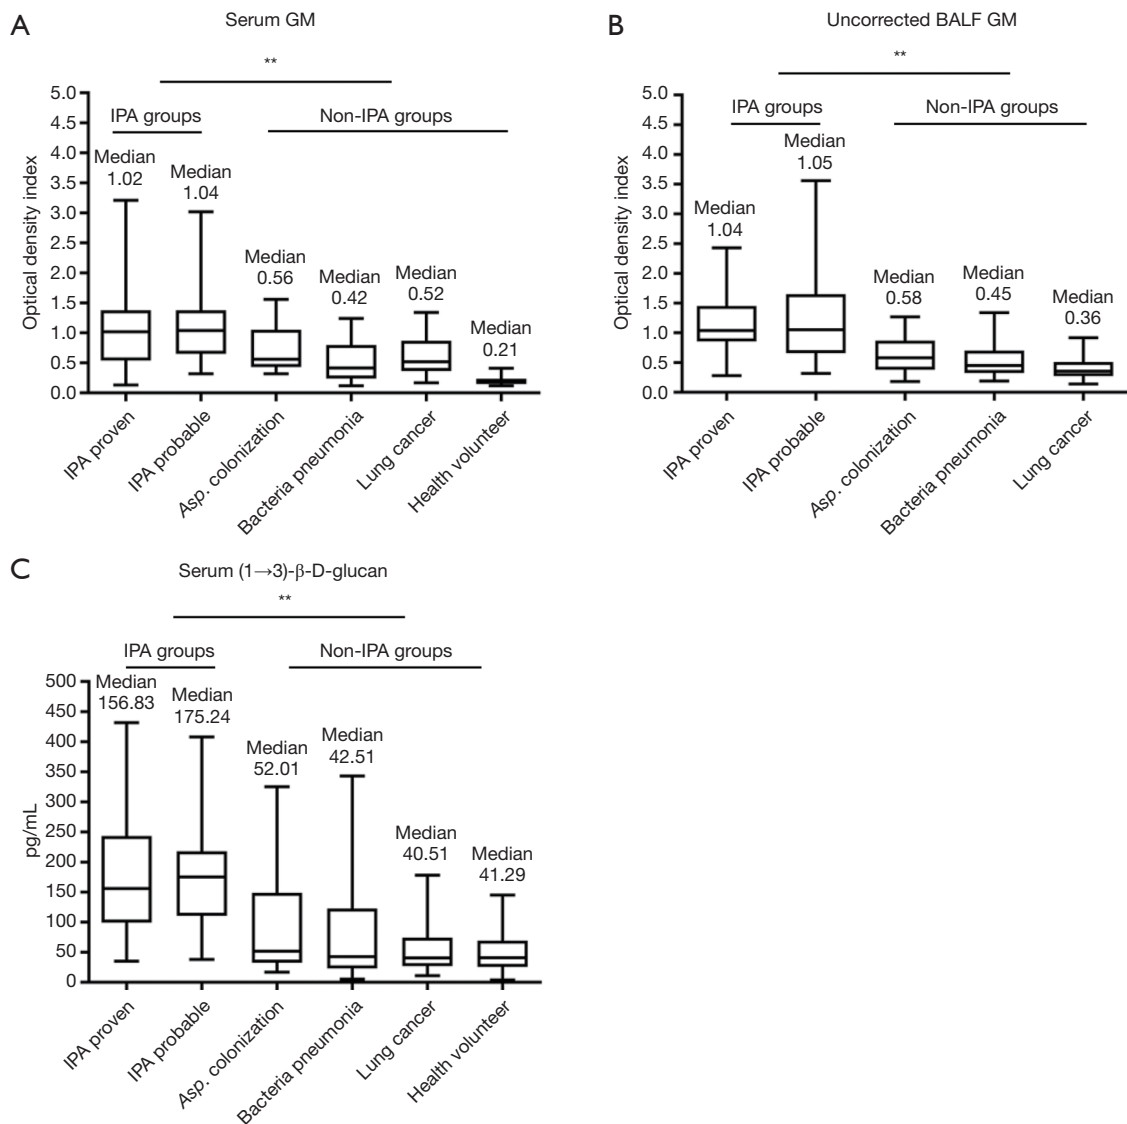 A
Serum GM
**
IPA groups
Non-IPA groups
Optical density index
5.0
4.5
4.0
3.5
3.0
2.5
2.0
1.5
1.0
0.5
0.0
Median
1.02
Median
1.04
Median
0.56
Median
0.42
Median
0.52
Median
0.21
IPA proven
IPA probable
Asp. colonization
Bacteria pneumonia
Lung cancer
Health volunteer
B
Uncorrected BALF GM
**
IPA groups
Non-IPA groups
Optical density index
5.0
4.5
4.0
3.5
3.0
2.5
2.0
1.5
1.0
0.5
0.0
Median
1.04
Median
1.05
Median
0.58
Median
0.45
Median
0.36
IPA proven
IPA probable
Asp. colonization
Bacteria pneumonia
Lung cancer
C
Serum (1→3)-β-D-glucan
**
IPA groups
Non-IPA groups
pg/mL
500
450
400
350
300
250
200
150
100
50
0
Median
156.83
Median
175.24
Median
52.01
Median
42.51
Median
40.51
Median
41.29
IPA proven
IPA probable
Asp. colonization
Bacteria pneumonia
Lung cancer
Health volunteer